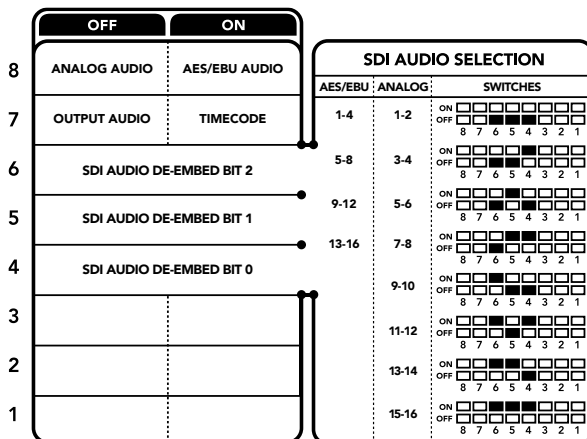 OFF ON
8 ANALOG AUDIO AES/EBU AUDIO
7 OUTPUT AUDIO TIMECODE
6 SDI AUDIO DE-EMBED BIT 2
5 SDI AUDIO DE-EMBED BIT 1
4 SDI AUDIO DE-EMBED BIT 0
3
2
1
SDI AUDIO SELECTION
AES/EBU ANALOG SWITCHES
1-4 1-2 ON
OFF
8 7 6 5 4 3 2 1
5-8 3-4 ON
OFF
8 7 6 5 4 3 2 1
9-12 5-6 ON
OFF
8 7 6 5 4 3 2 1
13-16 7-8 ON
OFF
8 7 6 5 4 3 2 1
9-10 ON
OFF
8 7 6 5 4 3 2 1
11-12 ON
OFF
8 7 6 5 4 3 2 1
13-14 ON
OFF
8 7 6 5 4 3 2 1
15-16 ON
OFF
8 7 6 5 4 3 2 1